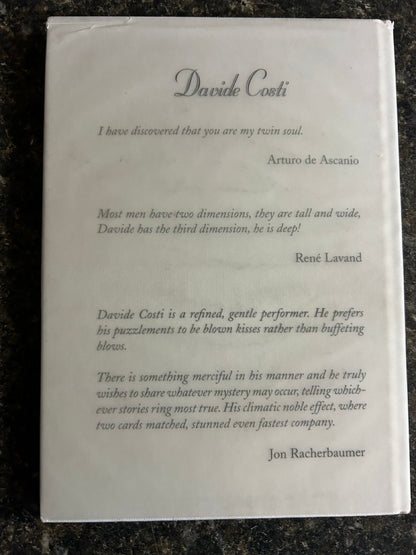 Davide Costi
I have discovered that you are my twin soul.
Arturo de Ascanio
Most men have two dimensions, they are tall and wide,
Davide has the third dimension, he is deep!
René Lavand
Davide Costi is a refined, gentle performer. He prefers
his puzzlements to be blown kisses rather than buffeting
blows.
There is something merciful in his manner and he truly
wishes to share whatever mystery may occur, telling which-
ever stories ring most true. His climatic noble effect, where
two cards matched, stunned even fastest company.
Jon Racherbaumer